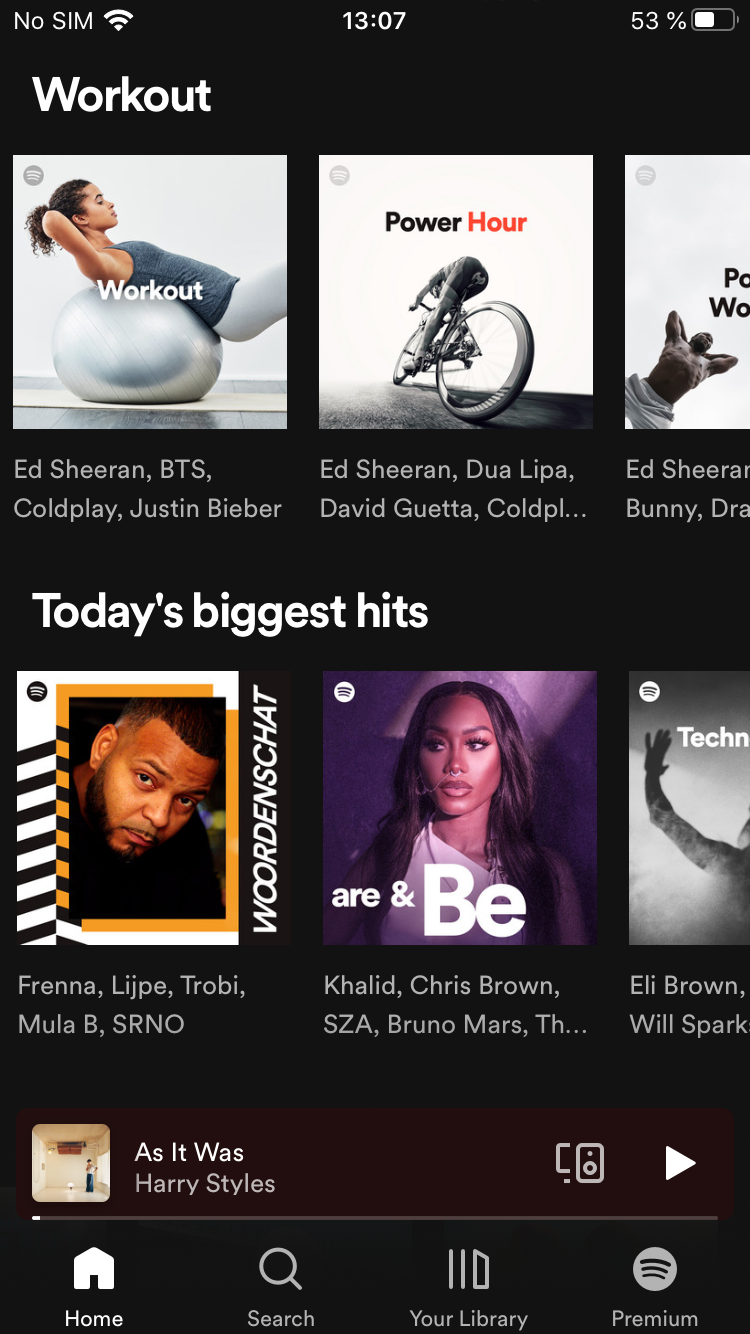 No SIM 13:07 53 %
Workout
Workout
Power Hour
Po
Wo
Ed Sheeran, BTS,
Coldplay, Justin Bieber
Ed Sheeran, Dua Lipa,
David Guetta, Coldpl...
Ed Sheeran
Bunny, Dra
Today's biggest hits
WOORDENSCHAT
are & Be
Techn
Frenna, Lijpe, Trobi,
Mula B, SRNO
Khalid, Chris Brown,
SZA, Bruno Mars, Th...
Eli Brown,
Will Sparks
As It Was
Harry Styles
Home
Search
Your Library
Premium